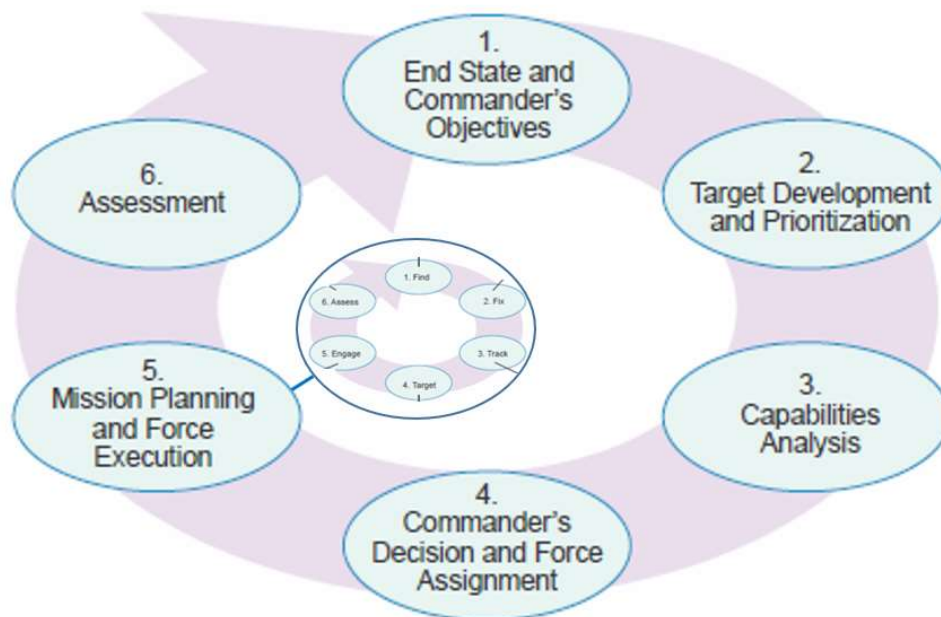 1.
End State and
Commander's
Objectives
2.
Target Development
and Prioritization
3.
Capabilities
Analysis
4.
Commander's
Decision and Force
Assignment
5.
Mission Planning
and Force
Execution
6.
Assessment
1. Find
2. Fix
3. Track
4. Target
5. Engage
6. Assess